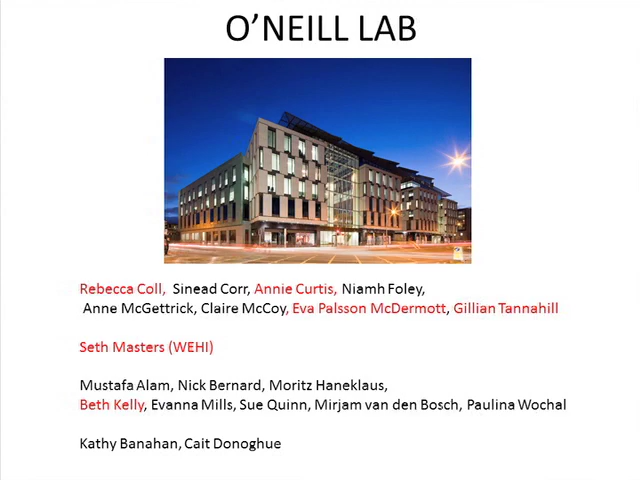 O’NEILL LAB
Rebecca Coll, Sinead Corr, Annie Curtis, Niamh Foley,
Anne McGettrick, Claire McCoy, Eva Palsson McDermott, Gillian Tannahill
Seth Masters (WEHI)
Mustafa Alam, Nick Bernard, Moritz Haneklaus,
Beth Kelly, Evanna Mills, Sue Quinn, Mirjam van den Bosch, Paulina Wochal
Kathy Banahan, Cait Donoghue